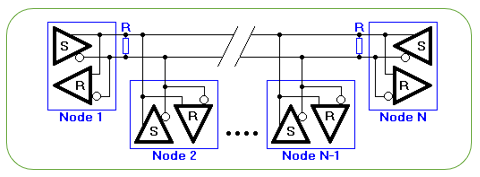 R R
S S
R R
Node 1 Node N
S R S R
Node 2 Node N-1